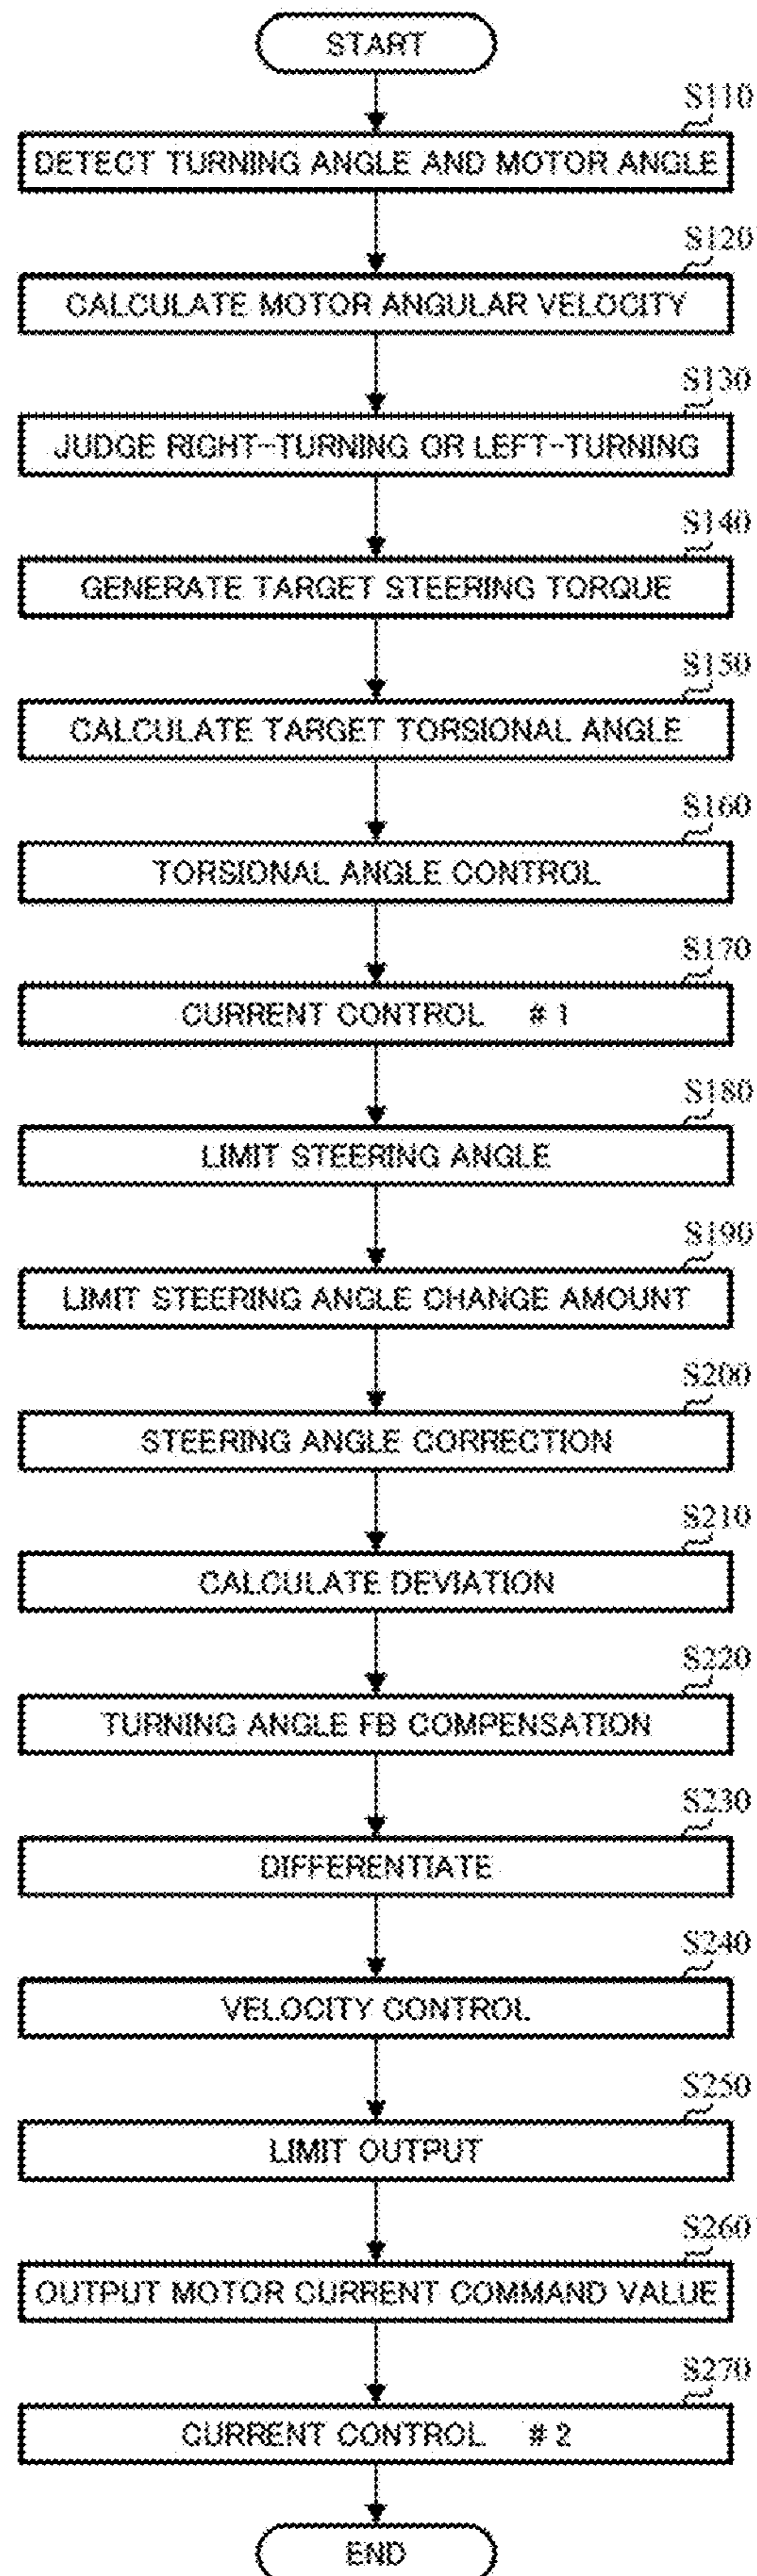 START
S110
DETECT TURNING ANGLE AND MOTOR ANGLE
S120
CALCULATE MOTOR ANGULAR VELOCITY
S130
JUDGE RIGHT-TURNING OR LEFT-TURNING
S140
GENERATE TARGET STEERING TORQUE
S150
CALCULATE TARGET TORSIONAL ANGLE
S160
TORSIONAL ANGLE CONTROL
S170
CURRENT CONTROL #1
S180
LIMIT STEERING ANGLE
S190
LIMIT STEERING ANGLE CHANGE AMOUNT
S200
STEERING ANGLE CORRECTION
S210
CALCULATE DEVIATION
S220
TURNING ANGLE FB COMPENSATION
S230
DIFFERENTIATE
S240
VELOCITY CONTROL
S250
LIMIT OUTPUT
S260
OUTPUT MOTOR CURRENT COMMAND VALUE
S270
CURRENT CONTROL #2
END